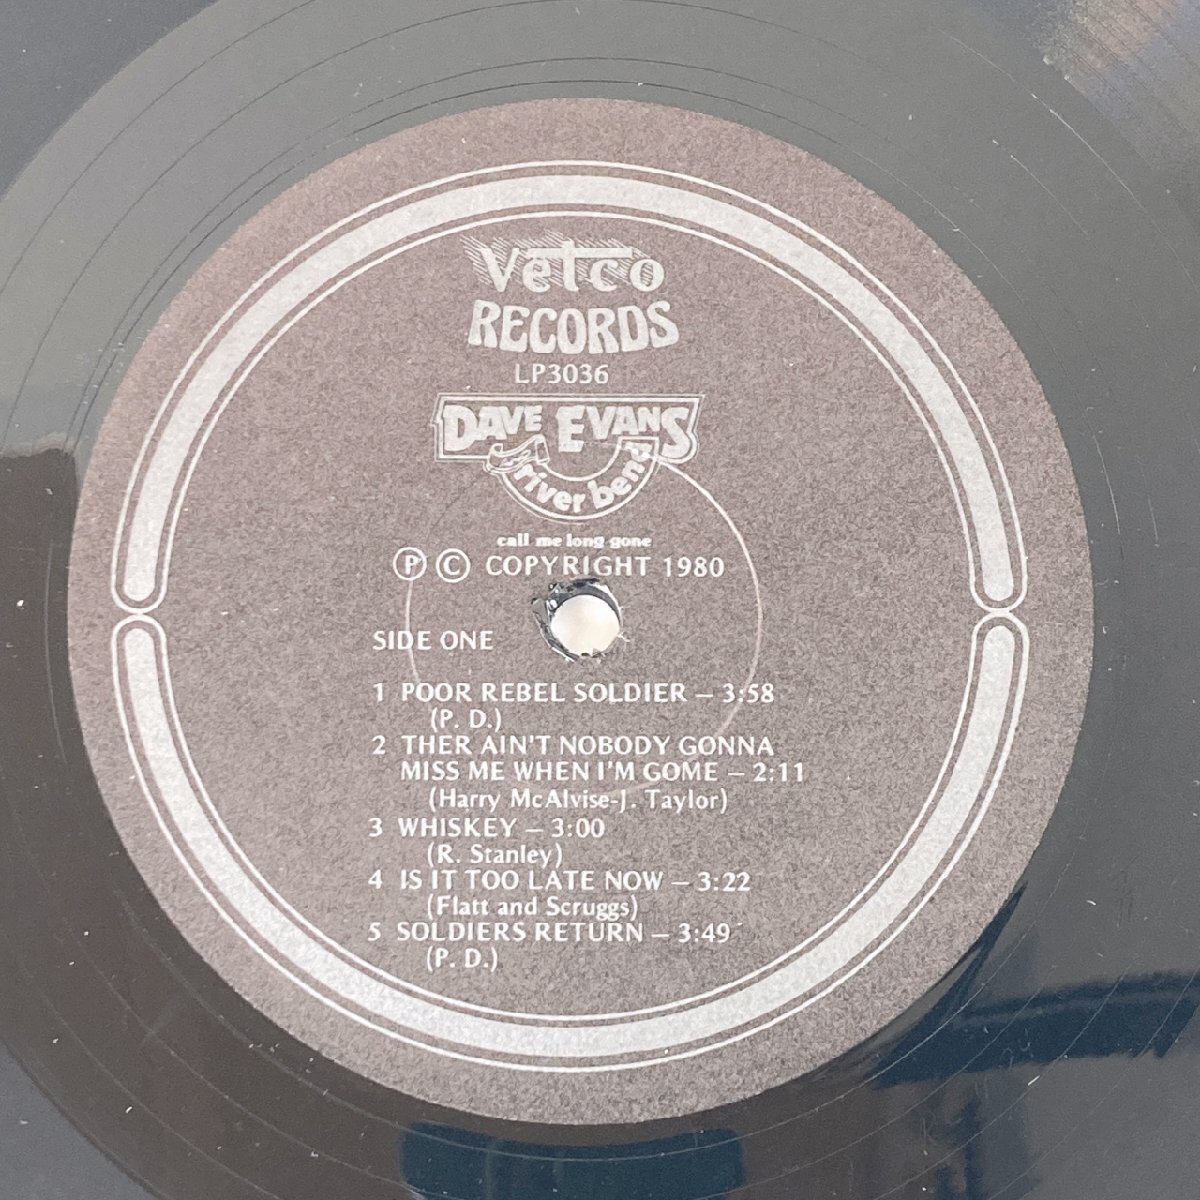 Vetco
RECORDS
LP3036
DAVE EVANS
river bend
call me long gone
Ⓟ © COPYRIGHT 1980
SIDE ONE
1 POOR REBEL SOLDIER – 3:58
(P. D.)
2 THER AIN'T NOBODY GONNA
MISS ME WHEN I'M GOME – 2:11
(Harry McAlvise-J. Taylor)
3 WHISKEY – 3:00
(R. Stanley)
4 IS IT TOO LATE NOW – 3:22
(Flatt and Scruggs)
5 SOLDIERS RETURN – 3:49
(P. D.)